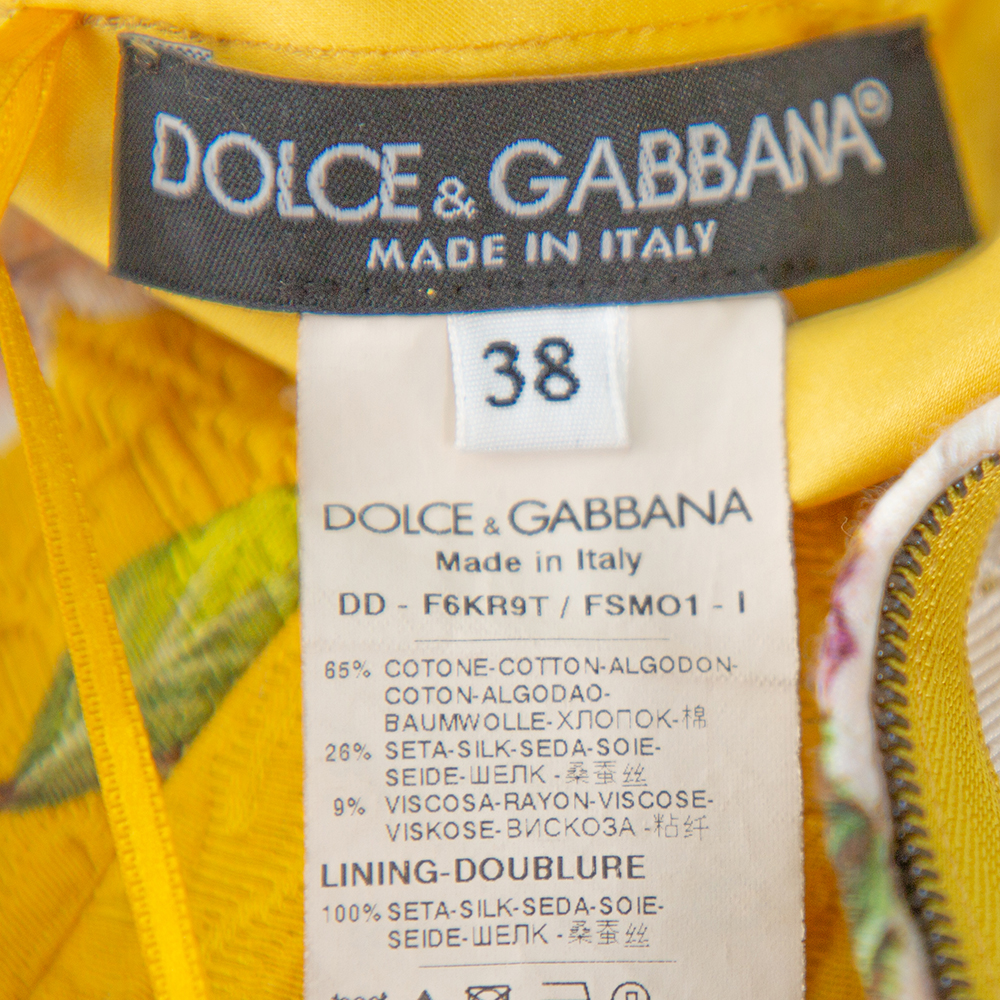 DOLCE & GABBANA®
MADE IN ITALY
38
DOLCE & GABBANA
Made in Italy
DD - F6KR9T / FSMO1 - I
65% COTONE-COTTON-ALGODON-
COTON-ALGODAO-
BAUMWOLLE-ХЛОПОК-棉
26% SETA-SILK-SEDA-SOIE-
SEIDE-ШЕЛК -桑蚕丝
9% VISCOSA-RAYON-VISCOSE-
VISKOSE-ВИСКОЗА -粘纤
LINING-DOUBLURE
100% SETA-SILK-SEDA-SOIE-
SEIDE-ШЕЛК -桑蚕丝